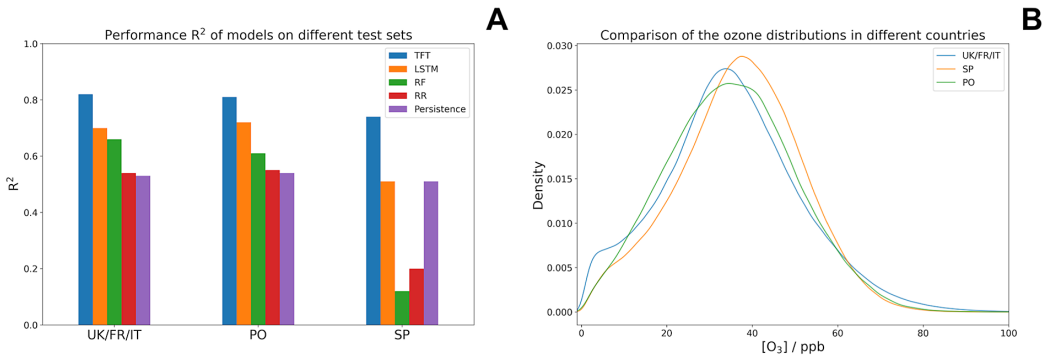 A
Performance R² of models on different test sets
1.0
0.8
0.6
0.4
0.2
0.0
R²
TFT
LSTM
RF
RR
Persistence
UK/FR/IT
PO
SP
B
Comparison of the ozone distributions in different countries
0.030
0.025
0.020
0.015
0.010
0.005
0.000
Density
UK/FR/IT
SP
PO
0
20
40
60
80
100
[O₃] / ppb